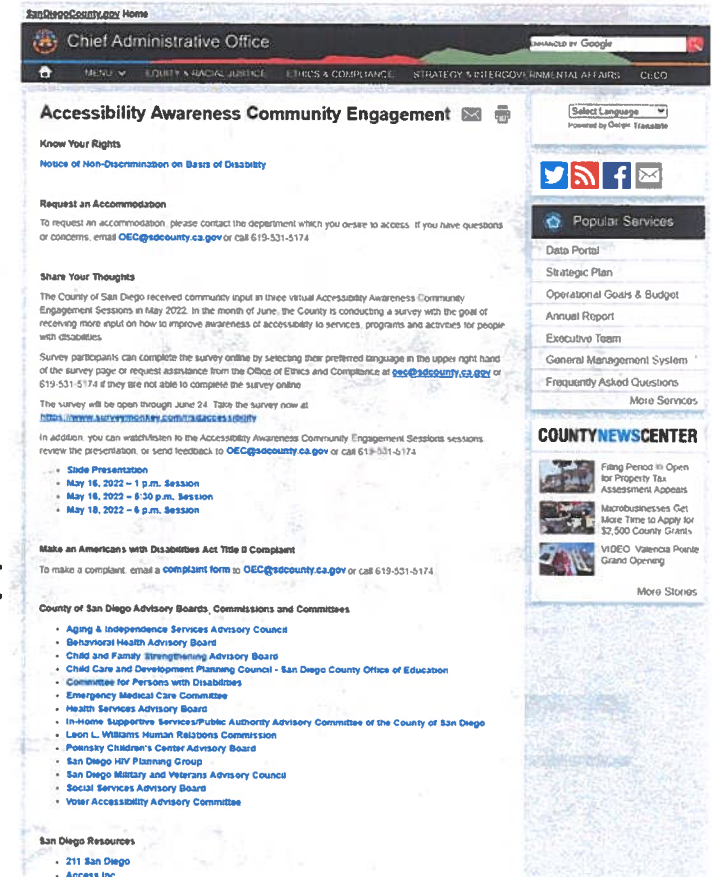 SanDiegoCounty.gov Home
Chief Administrative Office
ENHANCED BY Google
MENU EQUITY & RACIAL JUSTICE ETHICS & COMPLIANCE STRATEGY & INTERGOVERNMENTAL AFFAIRS CECO
Accessibility Awareness Community Engagement
Know Your Rights
Notice of Non-Discrimination on Basis of Disability
Request an Accommodation
To request an accommodation, please contact the department which you desire to access. If you have questions
or concerns, email OEC@sdcounty.ca.gov or call 619-531-5174
Share Your Thoughts
The County of San Diego received community input in three virtual Accessibility Awareness Community
Engagement Sessions in May 2022. In the month of June, the County is conducting a survey with the goal of
receiving more input on how to improve awareness of accessibility to services, programs and activities for people
with disabilities
Survey participants can complete the survey online by selecting their preferred language in the upper right hand
of the survey page or request assistance from the Office of Ethics and Compliance at oec@sdcounty.ca.gov or
619-531-5174 if they are not able to complete the survey online
The survey will be open through June 24. Take the survey now at
https://www.surveymonkey.com/r/sdaccessibility
In addition, you can watch/listen to the Accessibility Awareness Community Engagement Sessions sessions,
review the presentation, or send feedback to OEC@sdcounty.ca.gov or call 619-531-5174
• Slide Presentation
• May 16, 2022 – 1 p.m. Session
• May 16, 2022 – 5:30 p.m. Session
• May 18, 2022 – 6 p.m. Session
Make an Americans with Disabilities Act Title II Complaint
To make a complaint, email a complaint form to OEC@sdcounty.ca.gov or call 619-531-5174
County of San Diego Advisory Boards, Commissions and Committees
• Aging & Independence Services Advisory Council
• Behavioral Health Advisory Board
• Child and Family Strengthening Advisory Board
• Child Care and Development Planning Council - San Diego County Office of Education
• Committee for Persons with Disabilities
• Emergency Medical Care Committee
• Health Services Advisory Board
• In-Home Supportive Services/Public Authority Advisory Committee of the County of San Diego
• Leon L. Williams Human Relations Commission
• Polinsky Children's Center Advisory Board
• San Diego HIV Planning Group
• San Diego Military and Veterans Advisory Council
• Social Services Advisory Board
• Voter Accessibility Advisory Committee
San Diego Resources
• 211 San Diego
• Access Inc
Select Language
Powered by Google Translate
Popular Services
Data Portal
Strategic Plan
Operational Goals & Budget
Annual Report
Executive Team
General Management System
Frequently Asked Questions
More Services
COUNTYNEWSCENTER
Filing Period is Open
for Property Tax
Assessment Appeals
Microbusinesses Get
More Time to Apply for
$2,500 County Grants
VIDEO Valencia Pointe
Grand Opening
More Stories